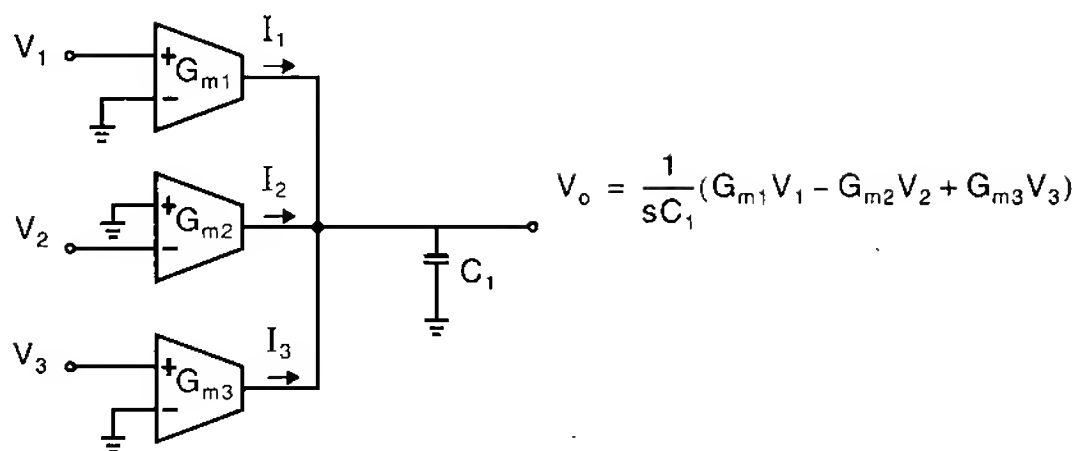 I₁
V₁
+
Gₘ₁
−
I₂
+
Gₘ₂
V₂
−
C₁
Vₒ = 1/sC₁ (Gₘ₁V₁ − Gₘ₂V₂ + Gₘ₃V₃)
I₃
V₃
+
Gₘ₃
−